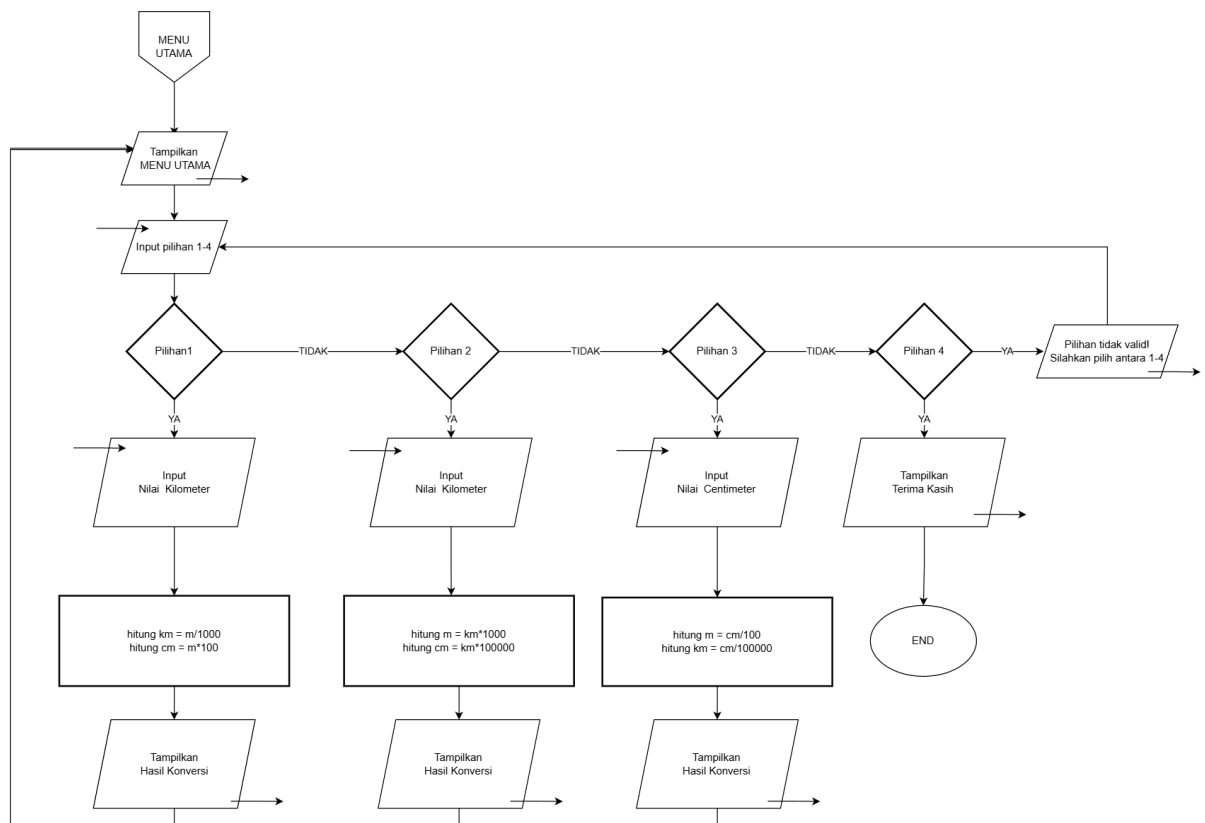 MENU
UTAMA
Tampilkan
MENU UTAMA
Input pilihan 1-4
Pilihan1
TIDAK
Pilihan 2
TIDAK
Pilihan 3
TIDAK
Pilihan 4
YA
Pilihan tidak valid!
Silahkan pilih antara 1-4
YA
YA
YA
YA
Input
Nilai Kilometer
Input
Nilai Kilometer
Input
Nilai Centimeter
Tampilkan
Terima Kasih
hitung km = m/1000
hitung cm = m*100
hitung m = km*1000
hitung cm = km*100000
hitung m = cm/100
hitung km = cm/100000
END
Tampilkan
Hasil Konversi
Tampilkan
Hasil Konversi
Tampilkan
Hasil Konversi